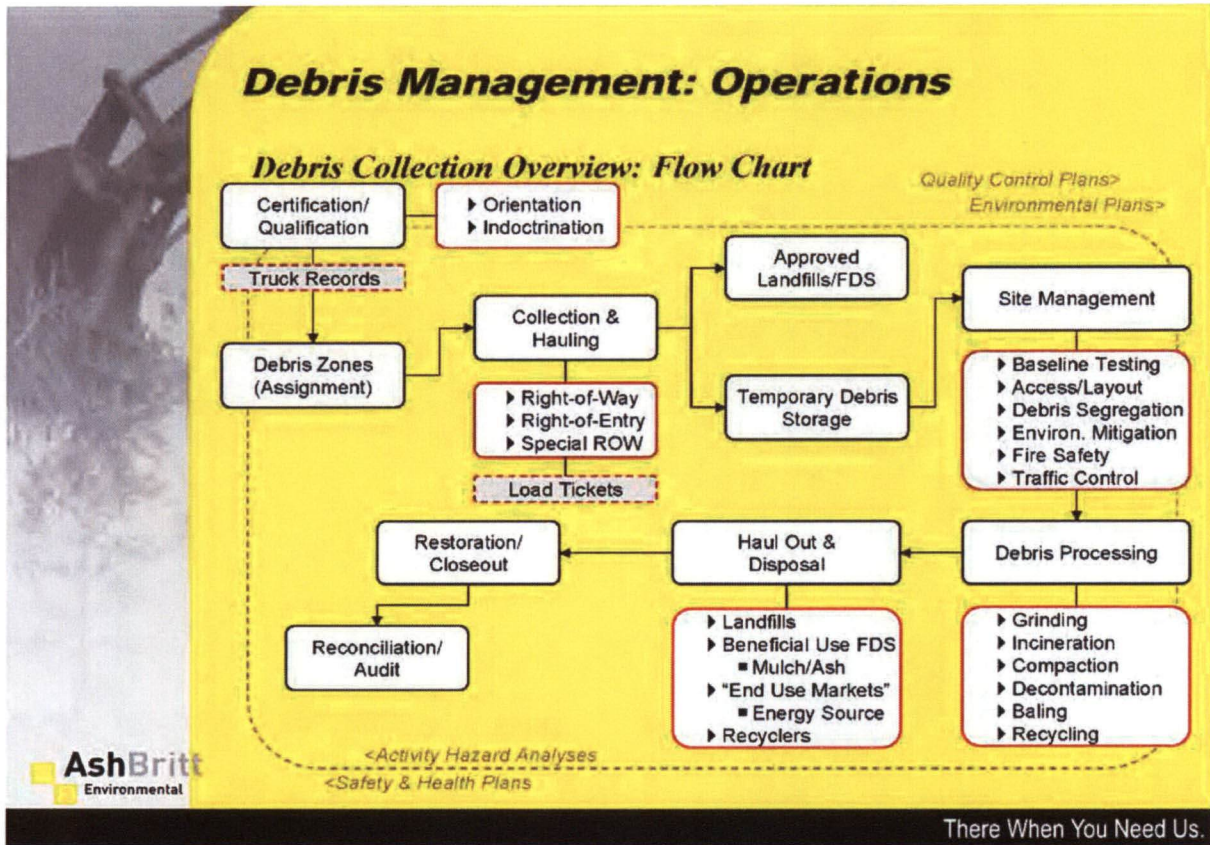 Debris Management: Operations
Debris Collection Overview: Flow Chart
Quality Control Plans>
Environmental Plans>
Certification/
Qualification
Orientation
Indoctrination
Truck Records
Debris Zones
(Assignment)
Collection &
Hauling
Right-of-Way
Right-of-Entry
Special ROW
Load Tickets
Approved
Landfills/FDS
Temporary Debris
Storage
Site Management
Baseline Testing
Access/Layout
Debris Segregation
Environ. Mitigation
Fire Safety
Traffic Control
Debris Processing
Grinding
Incineration
Compaction
Decontamination
Baling
Recycling
Haul Out &
Disposal
Landfills
Beneficial Use FDS
Mulch/Ash
"End Use Markets"
Energy Source
Recyclers
Restoration/
Closeout
Reconciliation/
Audit
<Activity Hazard Analyses
<Safety & Health Plans
AshBritt
Environmental
There When You Need Us.